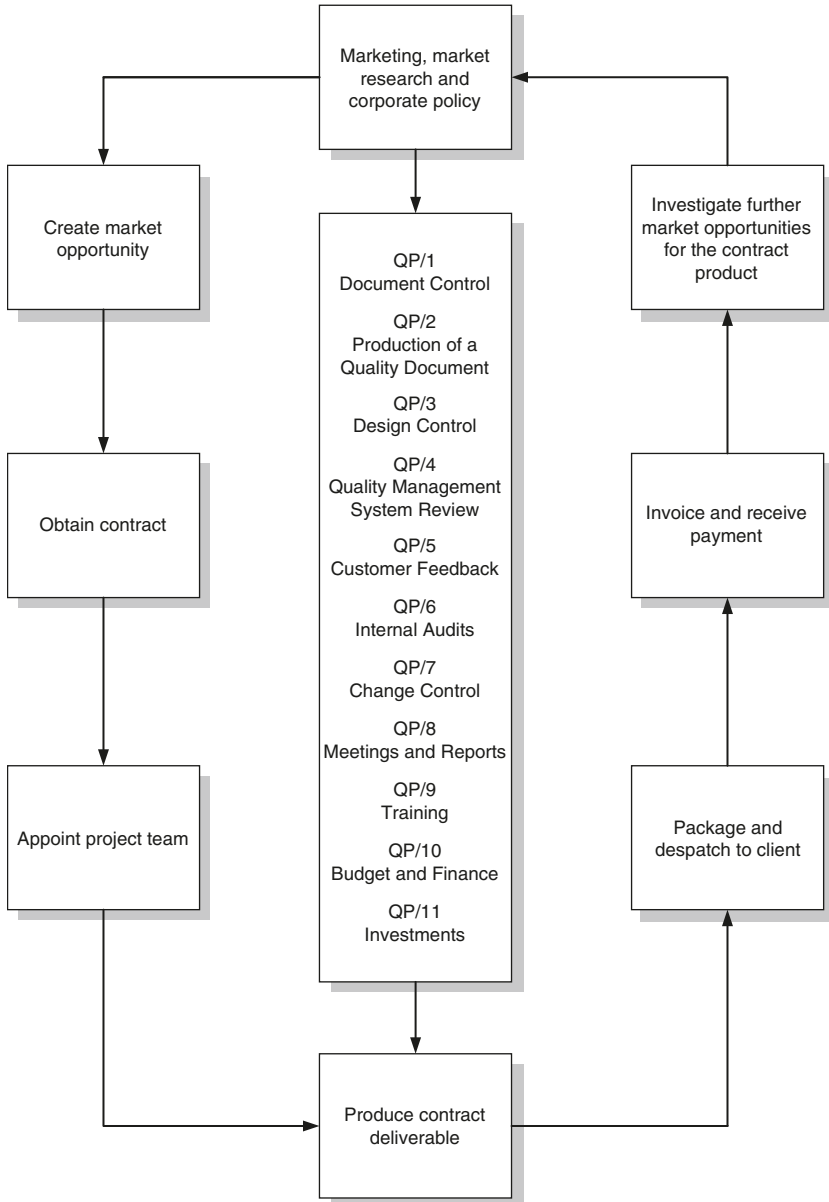 Marketing, market
research and
corporate policy
Create market
opportunity
Investigate further
market opportunities
for the contract
product
QP/1
Document Control
QP/2
Production of a
Quality Document
QP/3
Design Control
QP/4
Quality Management
System Review
QP/5
Customer Feedback
QP/6
Internal Audits
QP/7
Change Control
QP/8
Meetings and Reports
QP/9
Training
QP/10
Budget and Finance
QP/11
Investments
Obtain contract
Invoice and receive
payment
Appoint project team
Package and
despatch to client
Produce contract
deliverable